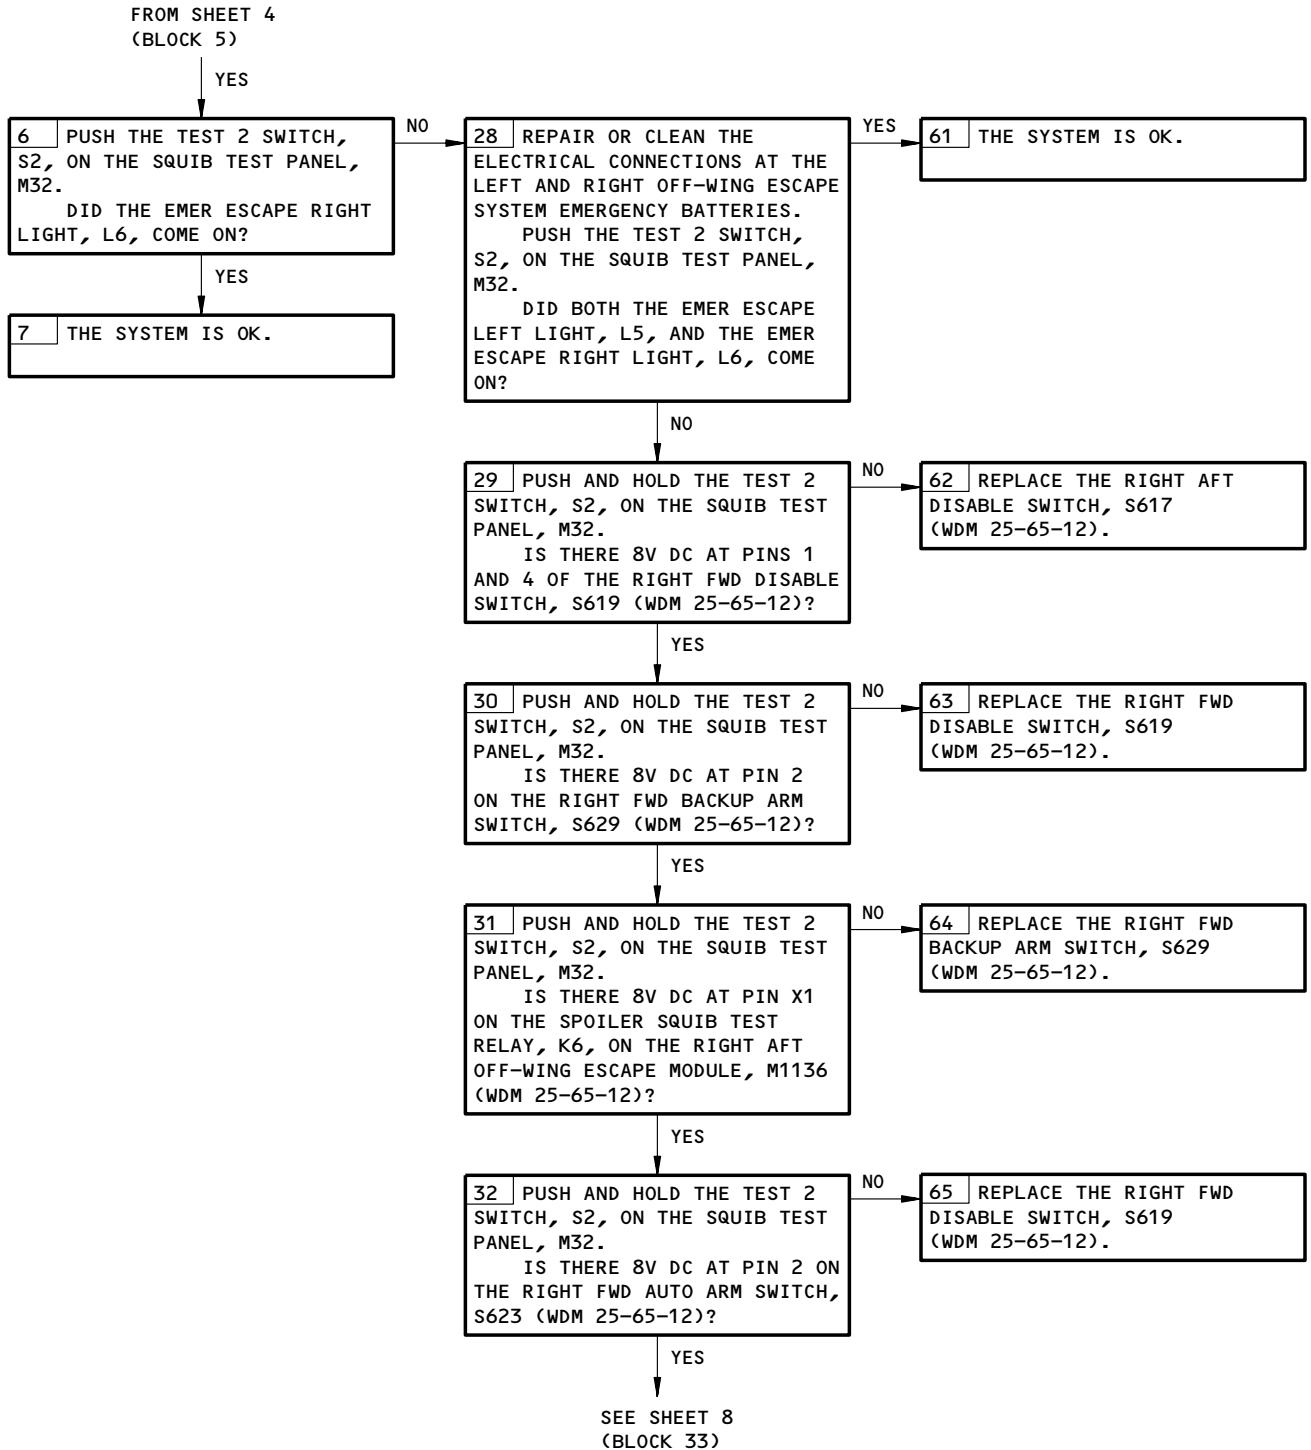 FROM SHEET 4
(BLOCK 5)
YES
6 PUSH THE TEST 2 SWITCH,
S2, ON THE SQUIB TEST PANEL,
M32.
DID THE EMER ESCAPE RIGHT
LIGHT, L6, COME ON?
YES
7 THE SYSTEM IS OK.
NO
28 REPAIR OR CLEAN THE
ELECTRICAL CONNECTIONS AT THE
LEFT AND RIGHT OFF-WING ESCAPE
SYSTEM EMERGENCY BATTERIES.
PUSH THE TEST 2 SWITCH,
S2, ON THE SQUIB TEST PANEL,
M32.
DID BOTH THE EMER ESCAPE
LEFT LIGHT, L5, AND THE EMER
ESCAPE RIGHT LIGHT, L6, COME
ON?
YES
61 THE SYSTEM IS OK.
NO
29 PUSH AND HOLD THE TEST 2
SWITCH, S2, ON THE SQUIB TEST
PANEL, M32.
IS THERE 8V DC AT PINS 1
AND 4 OF THE RIGHT FWD DISABLE
SWITCH, S619 (WDM 25-65-12)?
NO
62 REPLACE THE RIGHT AFT
DISABLE SWITCH, S617
(WDM 25-65-12).
YES
30 PUSH AND HOLD THE TEST 2
SWITCH, S2, ON THE SQUIB TEST
PANEL, M32.
IS THERE 8V DC AT PIN 2
ON THE RIGHT FWD BACKUP ARM
SWITCH, S629 (WDM 25-65-12)?
NO
63 REPLACE THE RIGHT FWD
DISABLE SWITCH, S619
(WDM 25-65-12).
YES
31 PUSH AND HOLD THE TEST 2
SWITCH, S2, ON THE SQUIB TEST
PANEL, M32.
IS THERE 8V DC AT PIN X1
ON THE SPOILER SQUIB TEST
RELAY, K6, ON THE RIGHT AFT
OFF-WING ESCAPE MODULE, M1136
(WDM 25-65-12)?
NO
64 REPLACE THE RIGHT FWD
BACKUP ARM SWITCH, S629
(WDM 25-65-12).
YES
32 PUSH AND HOLD THE TEST 2
SWITCH, S2, ON THE SQUIB TEST
PANEL, M32.
IS THERE 8V DC AT PIN 2 ON
THE RIGHT FWD AUTO ARM SWITCH,
S623 (WDM 25-65-12)?
NO
65 REPLACE THE RIGHT FWD
DISABLE SWITCH, S619
(WDM 25-65-12).
YES
SEE SHEET 8
(BLOCK 33)